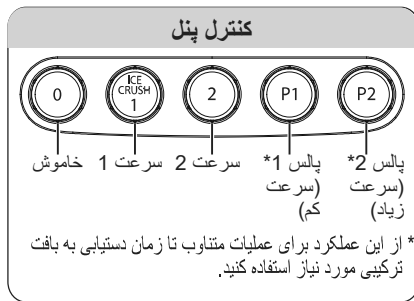 کنترل پنل
0
ICE
CRUSH
1
2
P1
P2
خاموش
سرعت 1
سرعت 2
پالس 1*
(سرعت
کم)
پالس 2*
(سرعت
زیاد)
* از این عملکرد برای عملیات متناوب تا زمان دستیابی به بافت
ترکیبی مورد نیاز استفاده کنید.